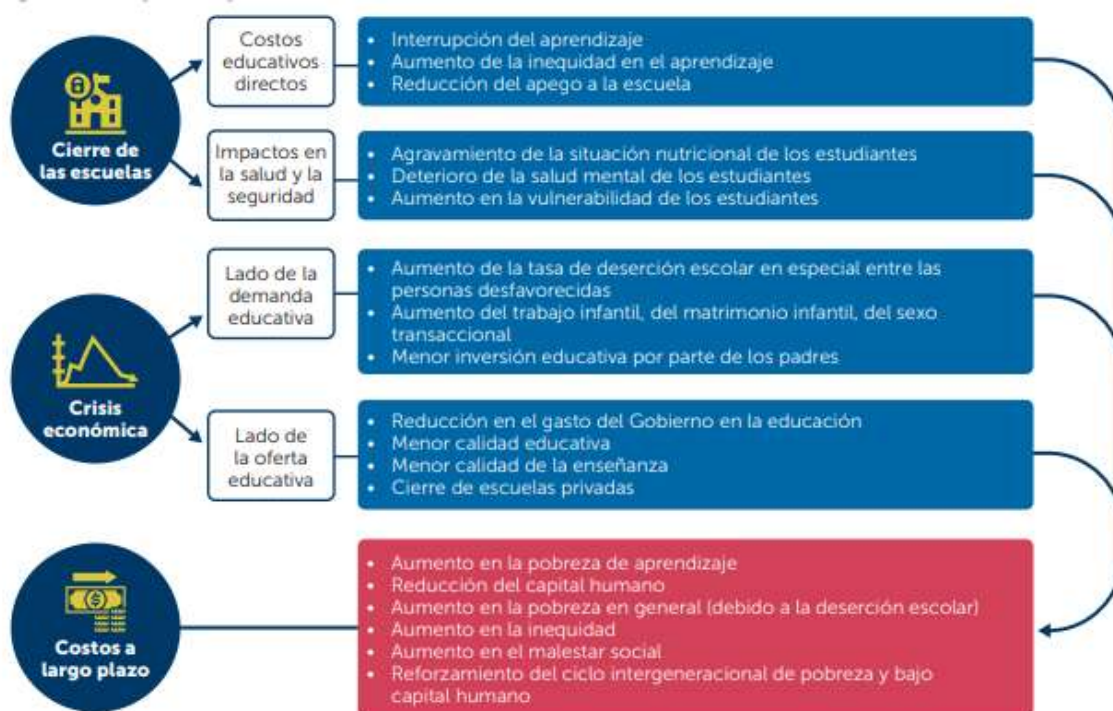 Cierre de
las escuelas
Costos
educativos
directos
• Interrupción del aprendizaje
• Aumento de la inequidad en el aprendizaje
• Reducción del apego a la escuela
Impactos en
la salud y la
seguridad
• Agravamiento de la situación nutricional de los estudiantes
• Deterioro de la salud mental de los estudiantes
• Aumento en la vulnerabilidad de los estudiantes
Crisis
económica
Lado de la
demanda
educativa
• Aumento de la tasa de deserción escolar en especial entre las
personas desfavorecidas
• Aumento del trabajo infantil, del matrimonio infantil, del sexo
transaccional
• Menor inversión educativa por parte de los padres
Lado de
la oferta
educativa
• Reducción en el gasto del Gobierno en la educación
• Menor calidad educativa
• Menor calidad de la enseñanza
• Cierre de escuelas privadas
Costos a
largo plazo
• Aumento en la pobreza de aprendizaje
• Reducción del capital humano
• Aumento en la pobreza en general (debido a la deserción escolar)
• Aumento en la inequidad
• Aumento en el malestar social
• Reforzamiento del ciclo intergeneracional de pobreza y bajo
capital humano